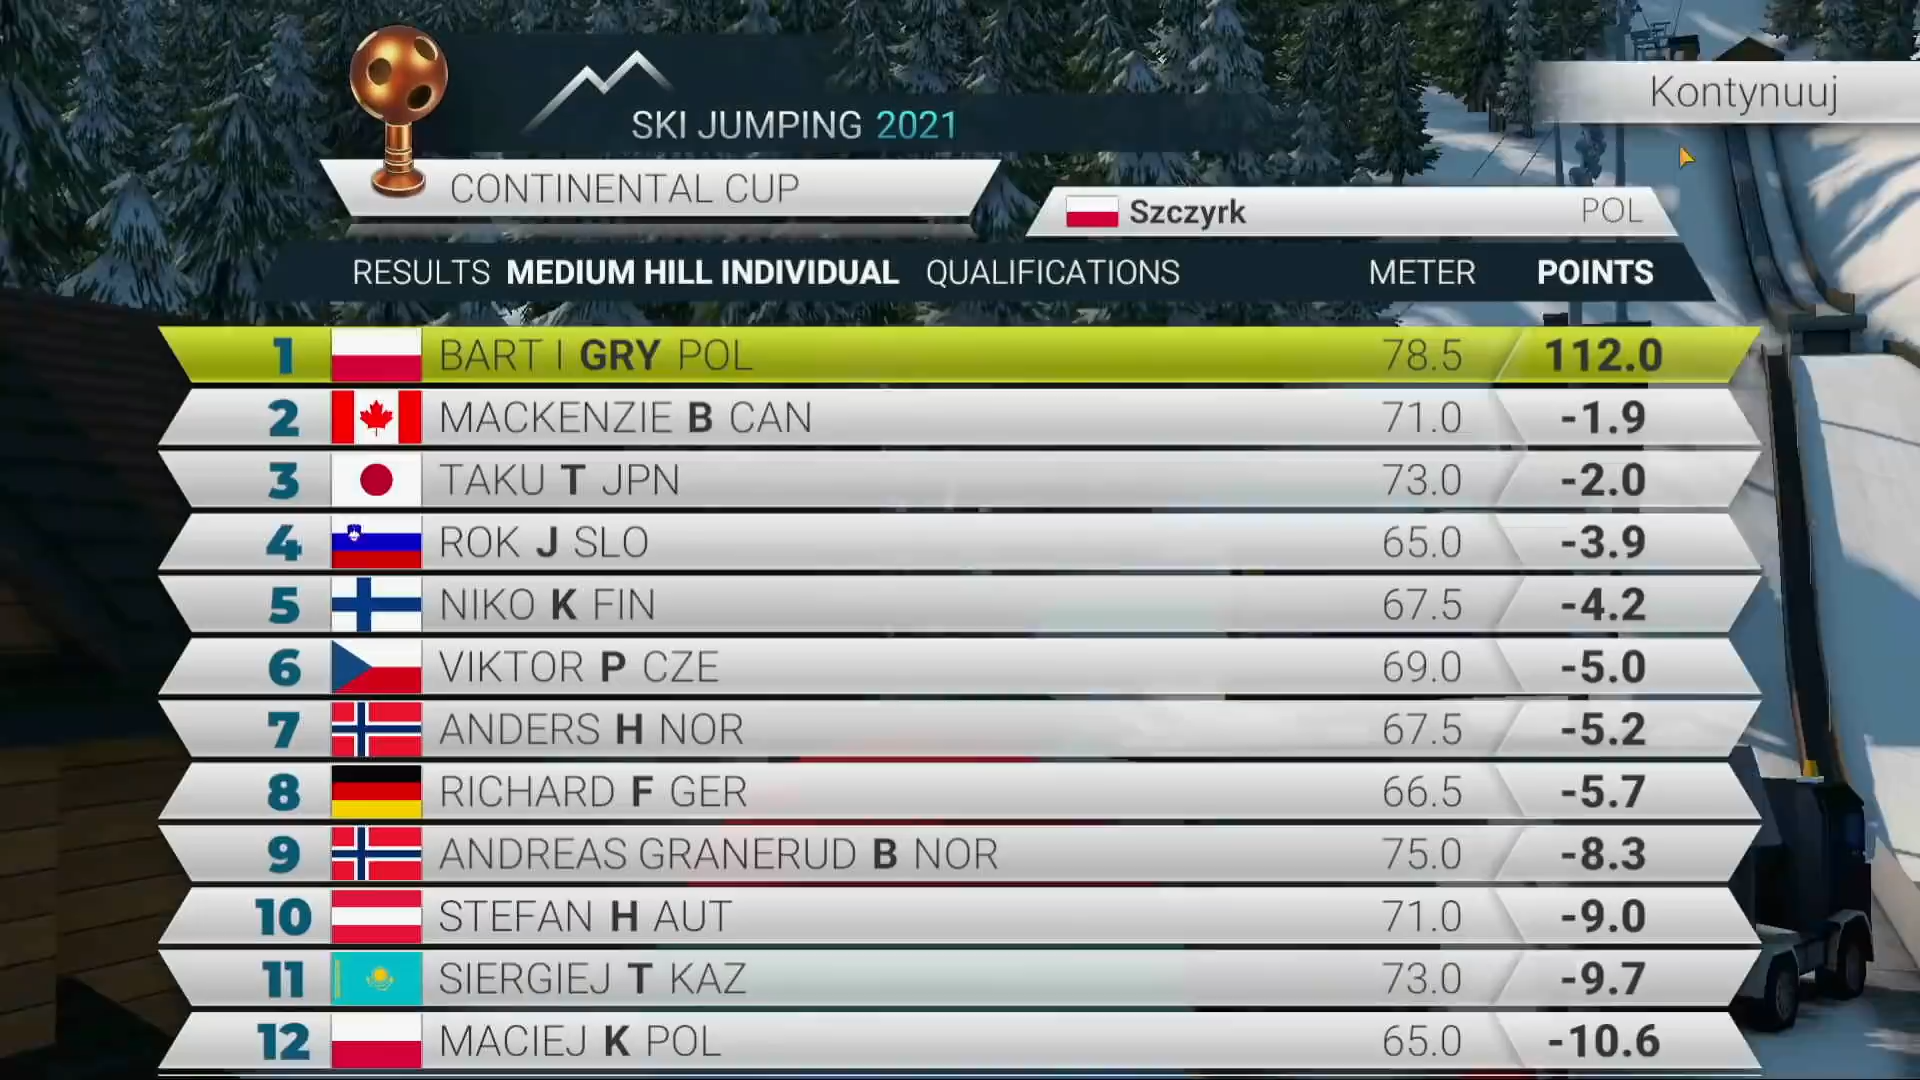 SKI JUMPING 2021
Kontynuuj
CONTINENTAL CUP
Szczyrk POL
RESULTS MEDIUM HILL INDIVIDUAL QUALIFICATIONS METER POINTS
1 BART I GRY POL 78.5 112.0
2 MACKENZIE B CAN 71.0 -1.9
3 TAKU T JPN 73.0 -2.0
4 ROK J SLO 65.0 -3.9
5 NIKO K FIN 67.5 -4.2
6 VIKTOR P CZE 69.0 -5.0
7 ANDERS H NOR 67.5 -5.2
8 RICHARD F GER 66.5 -5.7
9 ANDREAS GRANERUD B NOR 75.0 -8.3
10 STEFAN H AUT 71.0 -9.0
11 SIERGIEJ T KAZ 73.0 -9.7
12 MACIEJ K POL 65.0 -10.6